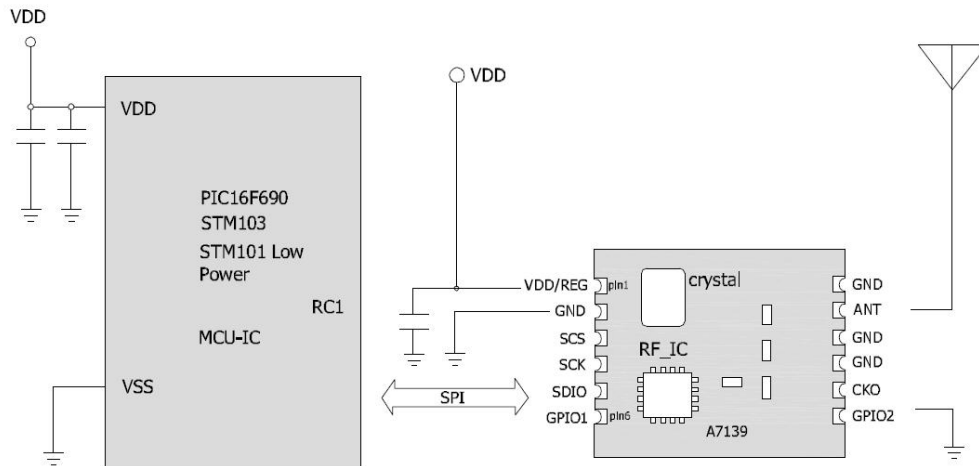 VDD
VDD
VDD
PIC16F690
STM103
STM101 Low
Power
RC1
MCU-IC
VSS
SPI
VDD/REG
GND
SCS
SCK
SDIO
GPIO1
pIn1
pIn6
crystal
RF_IC
A7139
GND
ANT
GND
GND
CKO
GPIO2